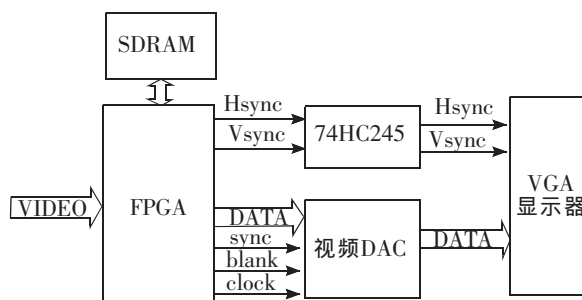 SDRAM
Hsync
Vsync
74HC245
Hsync
Vsync
VIDEO
FPGA
VGA
显示器
DATA
sync
blank
clock
视频DAC
DATA